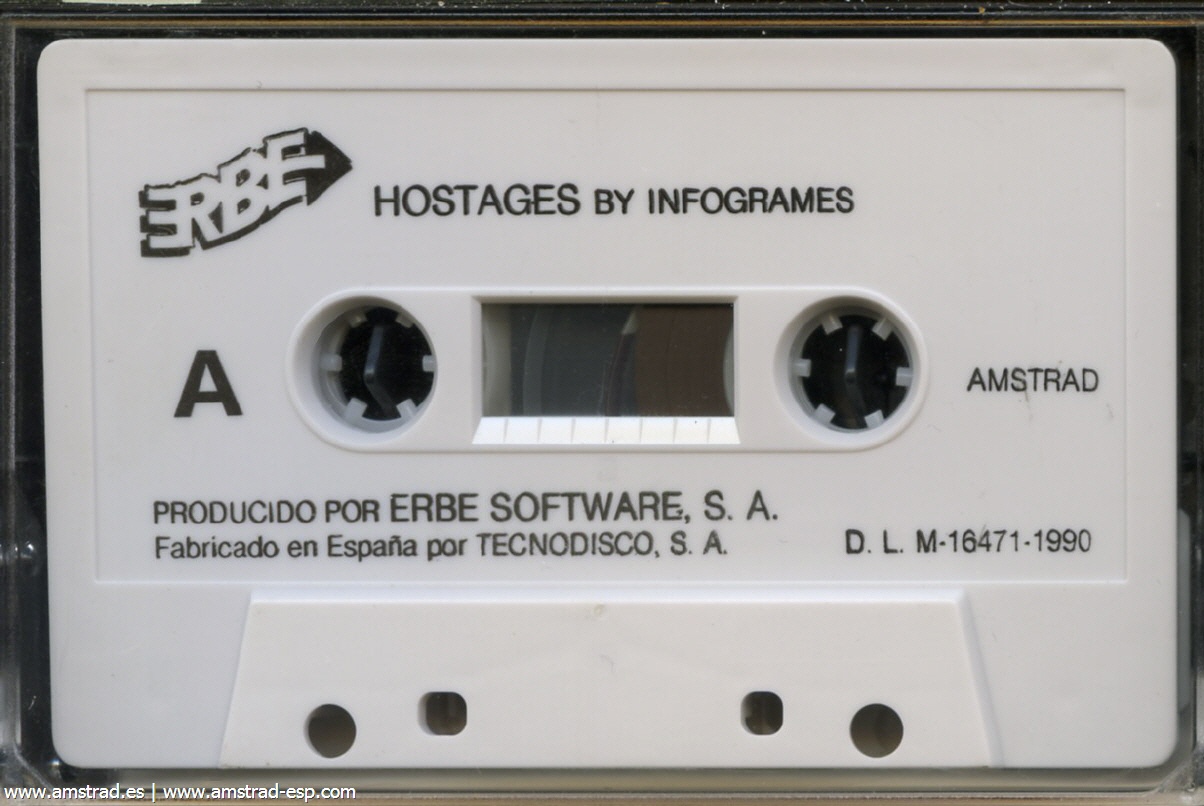 ERBE
HOSTAGES BY INFOGRAMES
A
AMSTRAD
PRODUCIDO POR ERBE SOFTWARE, S. A.
Fabricado en España por TECNODISCO, S. A.
D. L. M-16471-1990
www.amstrad.es | www.amstrad-esp.com